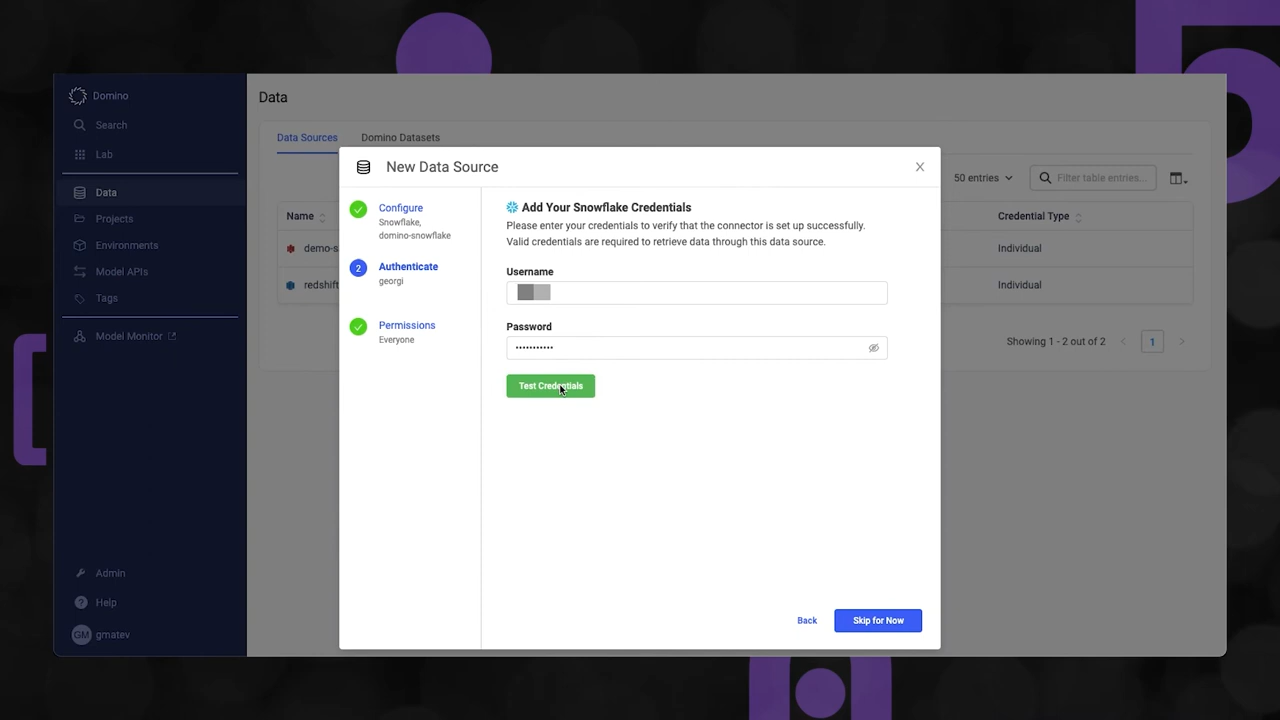 Domino
Search
Lab
Data
Projects
Environments
Model APIs
Tags
Model Monitor
Admin
Help
GM gmatev
Data
Data Sources Domino Datasets
50 entries Filter table entries...
Name Credential Type
demo-s Individual
redshift Individual
Showing 1 - 2 out of 2 1
New Data Source
Configure
Snowflake,
domino-snowflake
2 Authenticate
georgi
Permissions
Everyone
Add Your Snowflake Credentials
Please enter your credentials to verify that the connector is set up successfully.
Valid credentials are required to retrieve data through this data source.
Username
Password
•••••••••••
Test Credentials
Back Skip for Now